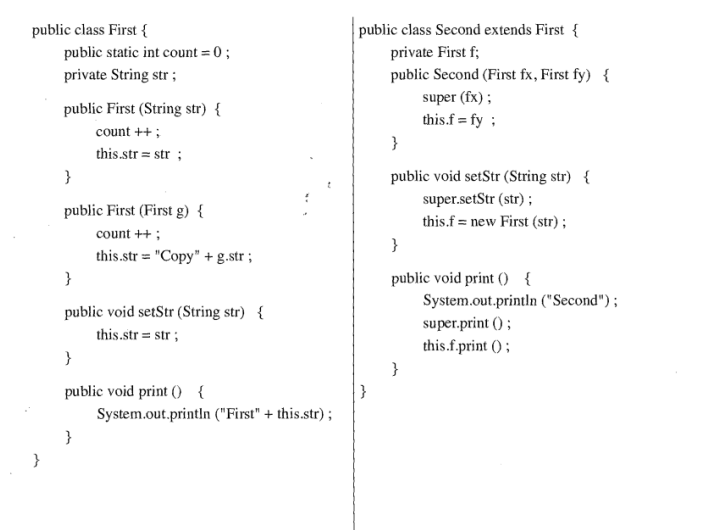 public class First {
public static int count = 0 ;
private String str ;
public First (String str) {
count ++ ;
this.str = str ;
}
public First (First g) {
count ++ ;
this.str = "Copy" + g.str ;
}
public void setStr (String str) {
this.str = str ;
}
public void print () {
System.out.println ("First" + this.str) ;
}
}
public class Second extends First {
private First f;
public Second (First fx, First fy) {
super (fx) ;
this.f = fy ;
}
public void setStr (String str) {
super.setStr (str) ;
this.f = new First (str) ;
}
public void print () {
System.out.println ("Second") ;
super.print () ;
this.f.print () ;
}
}